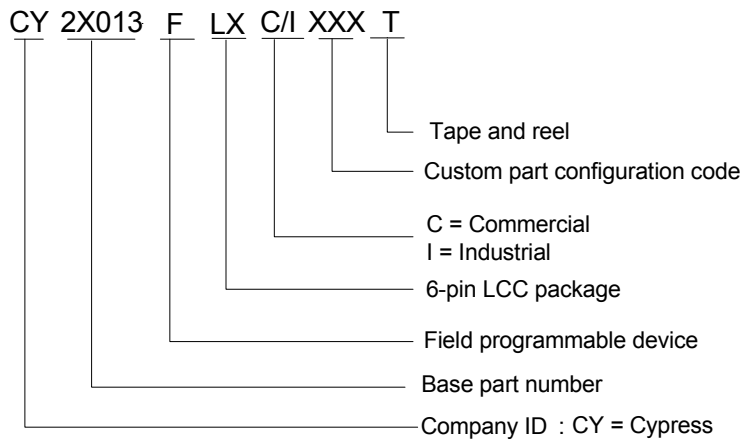 CY 2X013 F LX C/I XXX T
Tape and reel
Custom part configuration code
C = Commercial
I = Industrial
6-pin LCC package
Field programmable device
Base part number
Company ID : CY = Cypress